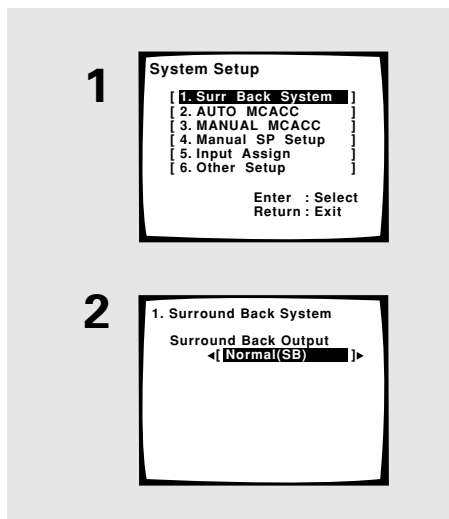 1
System Setup
[ 1. Surr Back System ]
[ 2. AUTO MCACC ]
[ 3. MANUAL MCACC ]
[ 4. Manual SP Setup ]
[ 5. Input Assign ]
[ 6. Other Setup ]
Enter : Select
Return : Exit
2
1. Surround Back System
Surround Back Output
◂[ Normal(SB) ]▸